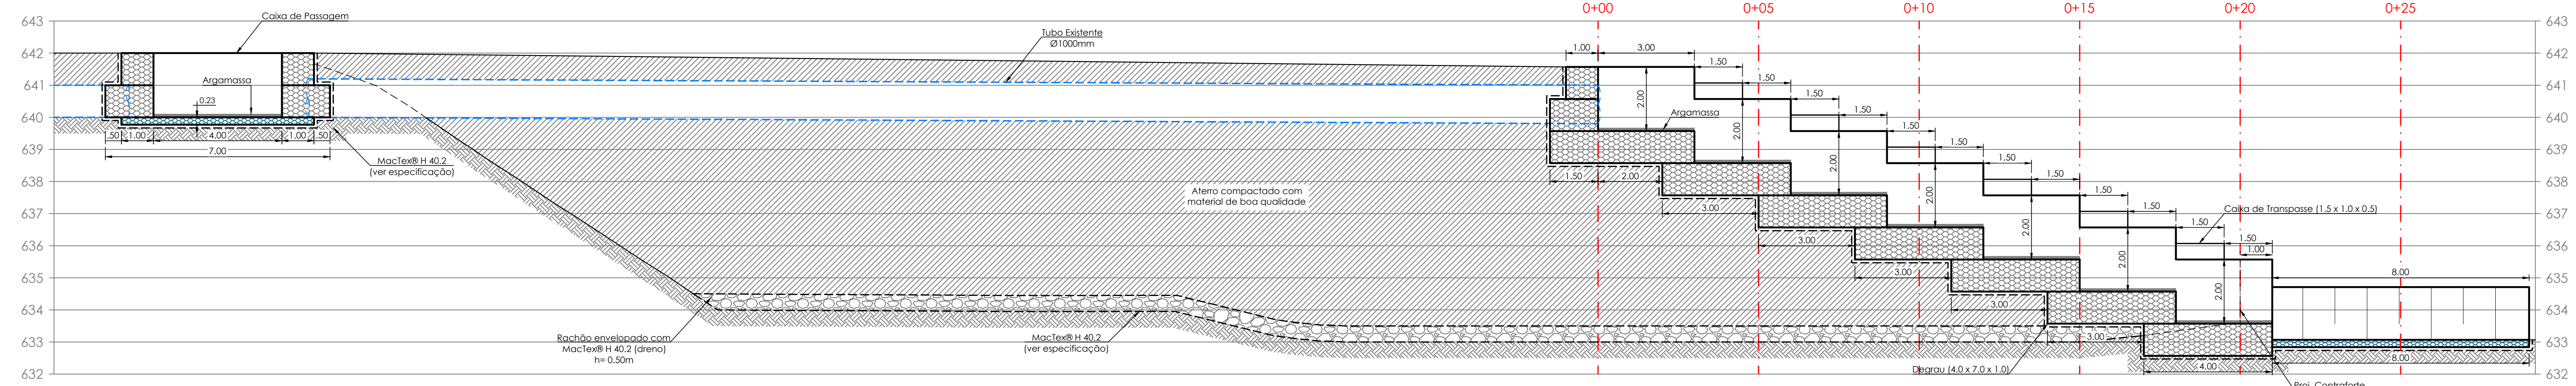 0+00 0+05 0+10 0+15 0+20 0+25
643 643
Caixa de Passagem
Tubo Existente
Ø1000mm
642 642
1.00 3.00
1.50
1.50
641 641
Argamassa
0.23
2.00
1.50
1.50
640 640
Argamassa
2.00
1.50
1.50
.50 1.00 4.00 1.00 .50
7.00
639 639
MacTex® H 40.2
(ver especificação)
2.00
1.50
1.50
638 638
1.50 2.00
Aterro compactado com
material de boa qualidade
2.00
1.50
1.50
637 637
3.00
2.00
1.50
1.50
Caixa de Transpasse (1.5 x 1.0 x 0.5)
636 636
3.00
2.00
1.50
1.00
635 635
3.00
2.00
8.00
634 634
3.00
Rachão envelopado com
MacTex® H 40.2 (dreno)
h= 0.50m
MacTex® H 40.2
(ver especificação)
633 633
3.00
Degrau (4.0 x 7.0 x 1.0)
4.00
8.00
632 632
Proj. Contraforte